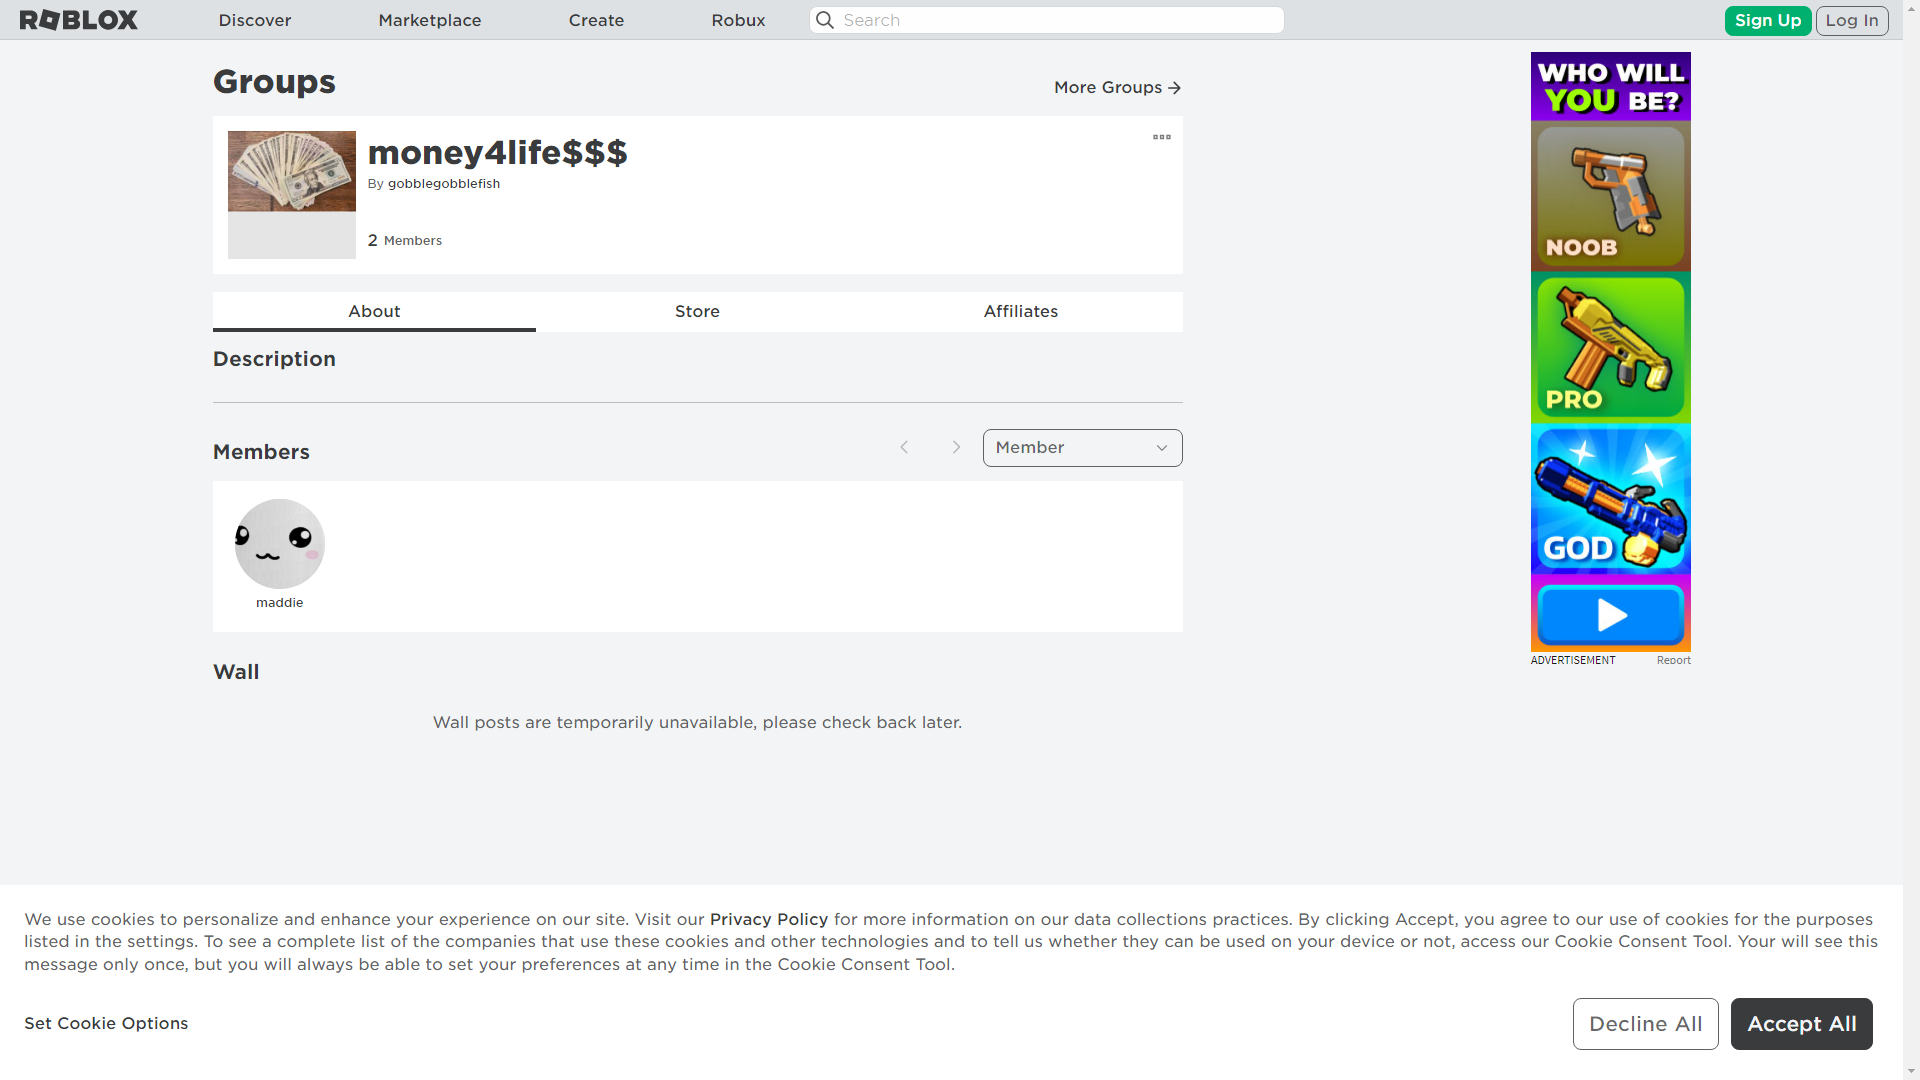 ROBLOX
Discover
Marketplace
Create
Robux
Search
Sign Up
Log In
Groups
More Groups
money4life$$$
By gobblegobblefish
2 Members
About
Store
Affiliates
Description
Members
Member
maddie
Wall
Wall posts are temporarily unavailable, please check back later.
WHO WILL
YOU BE?
NOOB
PRO
GOD
ADVERTISEMENT
Report
We use cookies to personalize and enhance your experience on our site. Visit our Privacy Policy for more information on our data collections practices. By clicking Accept, you agree to our use of cookies for the purposes
listed in the settings. To see a complete list of the companies that use these cookies and other technologies and to tell us whether they can be used on your device or not, access our Cookie Consent Tool. Your will see this
message only once, but you will always be able to set your preferences at any time in the Cookie Consent Tool.
Set Cookie Options
Decline All
Accept All